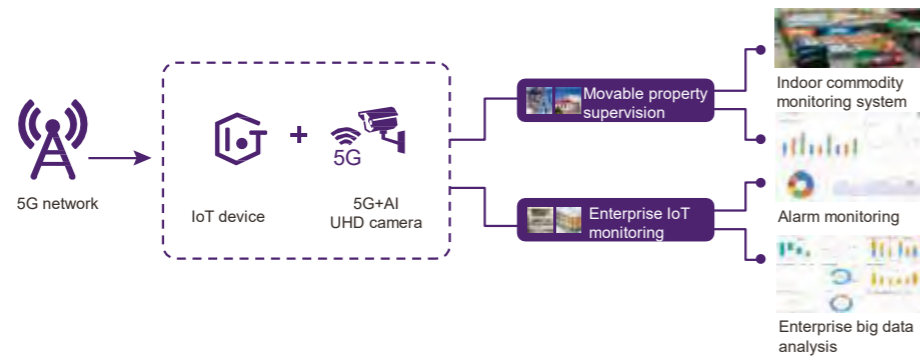 5G network
IoT
IoT device
+
5G
5G+AI
UHD camera
Movable property
supervision
Enterprise IoT
monitoring
Indoor commodity
monitoring system
Alarm monitoring
Enterprise big data
analysis